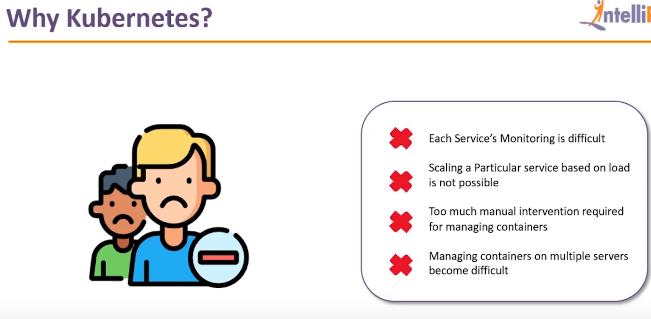 Why Kubernetes?
Intelli
Each Service's Monitoring is difficult
Scaling a Particular service based on load
is not possible
Too much manual intervention required
for managing containers
Managing containers on multiple servers
become difficult